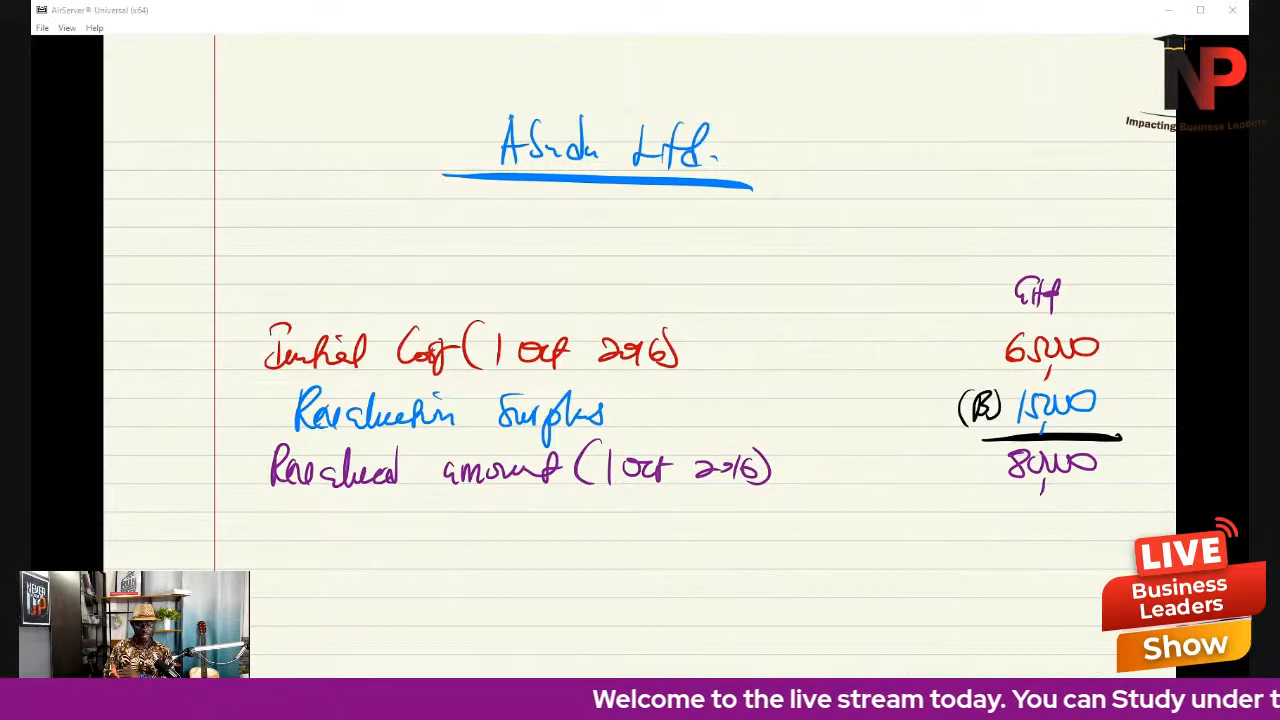 AirServer® Universal (x64)
File View Help
NP
Impacting Business Leaders
Asuda Ltd.
GH¢
Initial Cost (1 Oct 2016) 65,000
Revaluation Surplus (B) 15,000
Revalued amount (1 Oct 2016) 80,000
LIVE
Business
Leaders
Show
Welcome to the live stream today. You can Study under t